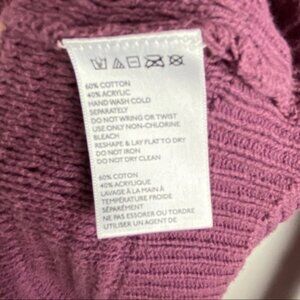 60% COTTON
40% ACRYLIC
HAND WASH COLD
SEPARATELY
DO NOT WRING OR TWIST
USE ONLY NON-CHLORINE
BLEACH
RESHAPE & LAY FLAT TO DRY
DO NOT IRON
DO NOT DRY CLEAN
60% COTON
40% ACRYLIQUE
LAVAGE À LA MAIN À
TEMPÉRATURE FROIDE
SÉPARÉMENT
NE PAS ESSORER OU TORDRE
UTILISER UN AGENT DE